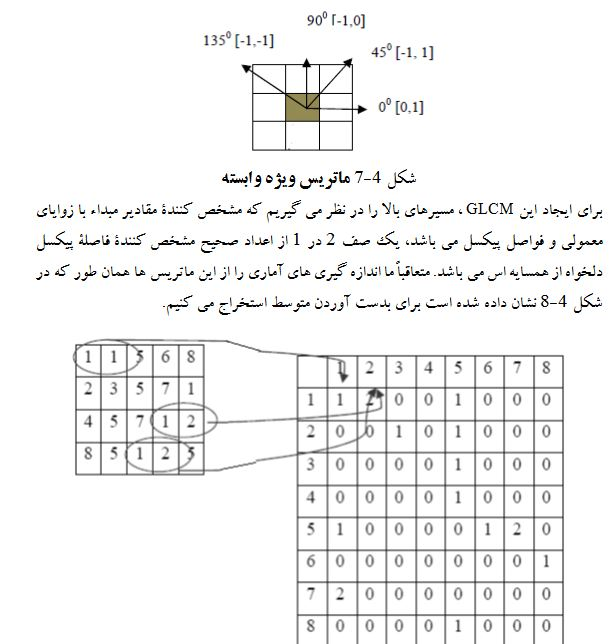 90⁰ [-1,0]
135⁰ [-1,-1]
45⁰ [-1, 1]
0⁰ [0,1]
شکل 4-7 ماتریس ویژه وابسته
برای ایجاد این GLCM ، مسیرهای بالا را در نظر می گیریم که مشخص کنندۀ مقادیر مبداء با زوایای
معمولی و فواصل پیکسل می باشد، یک صف 2 در 1 از اعداد صحیح مشخص کنندۀ فاصلۀ پیکسل
دلخواه از همسایه اس می باشد. متعاقباً ما اندازه گیری های آماری را از این ماتریس ها همان طور که در
شکل 4-8 نشان داده شده است برای بدست آوردن متوسط استخراج می کنیم.
1 1 5 6 8
2 3 5 7 1
4 5 7 1 2
8 5 1 2 5
1 2 3 4 5 6 7 8
1 1 2 0 0 1 0 0 0
2 0 0 1 0 1 0 0 0
3 0 0 0 0 1 0 0 0
4 0 0 0 0 1 0 0 0
5 1 0 0 0 0 1 2 0
6 0 0 0 0 0 0 0 1
7 2 0 0 0 0 0 0 0
8 0 0 0 0 1 0 0 0